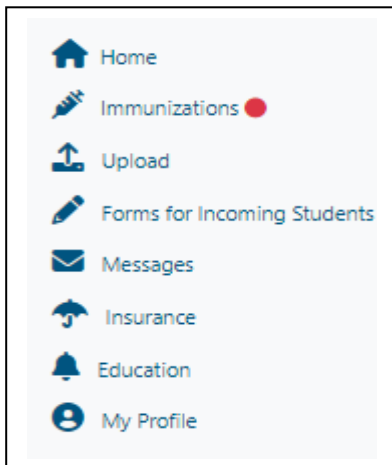 Home
Immunizations
Upload
Forms for Incoming Students
Messages
Insurance
Education
My Profile